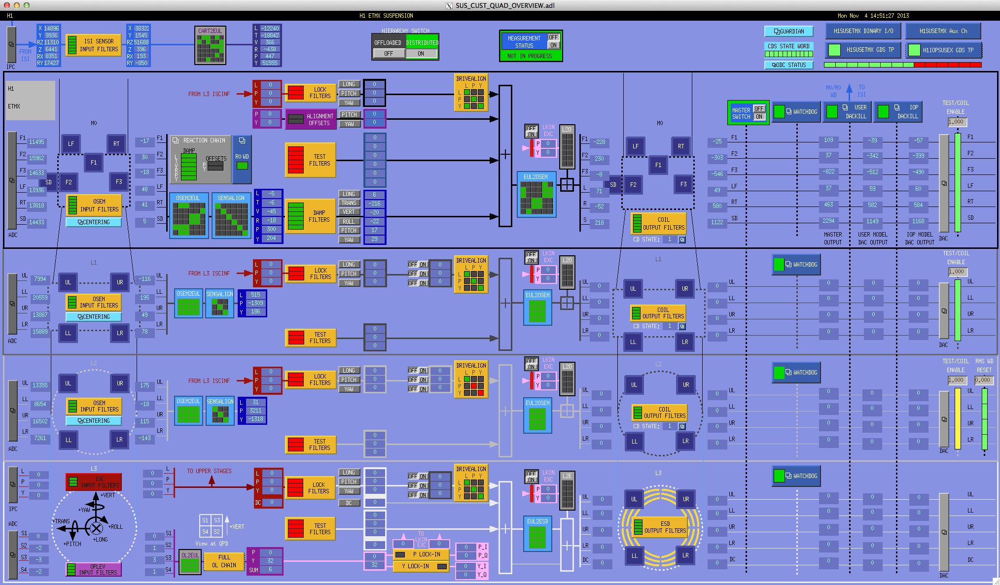 SUS_CUST_QUAD_OVERVIEW.adl
H1
H1 ETMX SUSPENSION
Mon Nov 4 14:51:27 2013
IPC
FROM ISI
X 14896
Y 9936
RZ 11310
Z 6441
RX 8351
RY 17427
ISI SENSOR
INPUT FILTERS
X -38322
Y 1545
RZ 51688
Z 396
RX 193
RY -850
CART2EUL
L -12240
T -18842
V 366
R -438
P 447
Y 51555
HIERARCHY SWITCH
OFFLOADED DISTRIBUTED
OFF ON
MEASUREMENT STATUS
OFF
ON
NOT IN PROGRESS
GUARDIAN
CDS STATE WORD
ODC STATUS
H1SUSETMX BINARY I/O
H1SUSETMX Aux Ch
H1SUSETMX GDS TP
H1IOPSUSEX GDS TP
H1
ETMX
M0
F1 11495
F2 15962
F3 14633
LF 13936
RT 13818
SD 14433
ADC
LF RT
F1
SD F2 F3
OSEM
INPUT FILTERS
CENTERING
-17 F1
30 F2
-18 F3
48 LF
41 RT
5 SD
REACTION CHAIN
DAMP
L T V R P Y
OFFSETS
P Y
R0 WD
OSEM2EUL
SENSALIGN
L -5
T -6
V -45
R -18
P 300
Y 204
FROM L3 ISCINF
L 0
P 0
Y 0
LOCK FILTERS
LONG 0
PITCH 0
YAW 0
P 0
Y 0
ALIGNMENT OFFSETS
PITCH 0
YAW 0
TEST FILTERS
0
0
0
0
0
0
DAMP FILTERS
LONG 6
TRANS -216
VERT -20
ROLL -22
PITCH 17
YAW 29
DRIVEALIGN
L P Y
L
P
Y
+
OFF
ON
LKIN EXC
P 0
Y 0
L20
EUL2OSEM
F1 -228
F2 230
F3 -8
L 71
R -52
S 218
M0
LF RT
F1
SD F2 F3
COIL
OUTPUT FILTERS
CD STATE: 1
MASTER SWITCH
OFF
ON
WATCHDOG
M0/R0 WD
TO ISI
USER DACKILL
IOP DACKILL
TEST/COIL ENABLE
1.000
-25 F1 109 -39 -57 F1
-303 F2 37 -342 -399 F2
-546 F3 -822 -512 -490 F3
49 LF 37 59 60 LF
580 RT 463 582 584 RT
1122 SD 2294 1149 1168 SD
MASTER OUTPUT
USER MODEL DAC OUTPUT
IOP MODEL DAC OUTPUT
DAC
L1
UL 7994
LL 20559
UR 13887
LR 15889
ADC
UL UR
OSEM
INPUT FILTERS
CENTERING
LL LR
-116 UL
195 LL
49 UR
78 LR
OSEM2EUL
SENSALIGN
L 515
P -1309
Y 186
FROM L3 ISCINF
L 0
P 0
Y 0
LOCK FILTERS
LONG 0
PITCH 0
YAW 0
OFF ON 0
OFF ON 0
OFF ON 0
DRIVEALIGN
L P Y
L
P
Y
TEST FILTERS
0
0
0
+
OFF
ON
LKIN EXC
P 0
Y 0
L20
EUL2OSEM
UL 0
LL 0
UR 0
LR 0
L1
UL UR
COIL
OUTPUT FILTERS
CD STATE: 1
LL LR
WATCHDOG
TEST/COIL ENABLE
1.000
0 UL 0 0 0 UL
0 LL 0 0 0 LL
0 UR 0 0 0 UR
0 LR 0 0 0 LR
DAC
L2
UL 13355
LL 8654
UR 16502
LR 7261
ADC
UL UR
OSEM
INPUT FILTERS
CENTERING
LL LR
175 UL
-18 LL
115 UR
-143 LR
OSEM2EUL
SENSALIGN
L 31
P 3211
Y -1318
FROM L3 ISCINF
L 0
P 0
Y 0
LOCK FILTERS
LONG 0
PITCH 0
YAW 0
OFF ON 0
OFF ON 0
OFF ON 0
DRIVEALIGN
L P Y
L
P
Y
TEST FILTERS
0
0
0
+
OFF
ON
LKIN EXC
P 0
Y 0
L20
EUL2OSEM
UL 0
LL 0
UR 0
LR 0
L2
UL UR
COIL
OUTPUT FILTERS
CD STATE: 1
LL LR
WATCHDOG
TEST/COIL ENABLE
1.000
RMS WD RESET
0.000
0 UL 0 0 0 UL
0 LL 0 0 0 LL
0 UR 0 0 0 UR
0 LR 0 0 0 LR
DAC
L3
L 0
P 0
Y 0
IPC
ADC
S1 0
S2 -2
S3 -3
S4 -2
ISC
INPUT FILTERS
+VERT
+YAW
+TRANS
+ROLL
+LONG
+PITCH
OPLEV
INPUT FILTERS
0 L
0 P
0 Y
0 S1
1 S2
3 S3
1 S4
TO UPPER STAGES
S1 S3
S4 S2
+VERT
View at QPD
OL2EUL
FULL OL CHAIN
P 0
Y 32
SUM 6
L 0
P 0
Y 0
DC 0
LOCK FILTERS
LONG 0
PITCH 0
YAW 0
DC 0
OFF ON 0
OFF ON 0
OFF ON 0
DRIVEALIGN
L P Y
L
P
Y
TEST FILTERS
0
0
0
0
TO LKIN EXC
0 0
0
32
P LOCK-IN
Y LOCK-IN
0 P_I
0 P_Q
0 Y_I
0 Y_Q
+
OFF
ON
LKIN EXC
P 0
Y 0
L2E
EUL2ESD
UL 0
LL 0
UR 0
LR 0
DC 0
L3
UL UR
ESD
OUTPUT FILTERS
LL LR
WATCHDOG
0 UL 0 0 0 UL
0 LL 0 0 0 LL
0 UR 0 0 0 UR
0 LR 0 0 0 LR
0 DC 0 0 0 DC
DAC